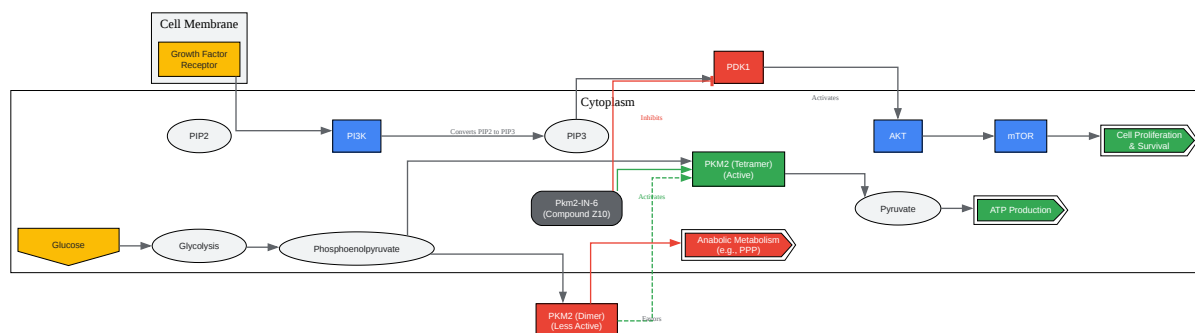 Cell Membrane
Growth Factor
Receptor
PDK1
Cytoplasm
Activates
Inhibits
PIP2
PI3K
Converts PIP2 to PIP3
PIP3
AKT
mTOR
Cell Proliferation
& Survival
PKM2 (Tetramer)
(Active)
Activates
Pkm2-IN-6
(Compound Z10)
Pyruvate
ATP Production
Glucose
Glycolysis
Phosphoenolpyruvate
Anabolic Metabolism
(e.g., PPP)
PKM2 (Dimer)
(Less Active)
Favors